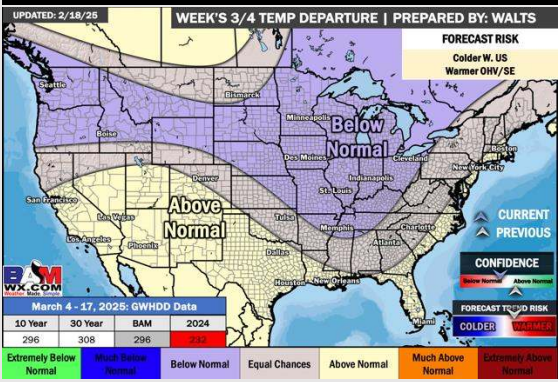 UPDATED: 2/18/25
WEEK'S 3/4 TEMP DEPARTURE | PREPARED BY: WALTS
FORECAST RISK
Colder W. US
Warmer OHV/SE
Seattle
Bismarck
Minneapolis
Below
Normal
Boise
Boston
Des Moines
Cleveland
New York City
Indianapolis
Denver
St. Louis
San Francisco
Above
Normal
Las Vegas
Tulsa
Memphis
Charlotte
CURRENT
PREVIOUS
Los Angeles
Phoenix
Atlanta
Dallas
CONFIDENCE
Below Normal
Above Normal
Houston
New Orleans
BAM
WX.COM
Weather. Made. Simple.
FORECAST TREND RISK
COLDER
WARMER
Miami
March 4 - 17, 2025: GWHDD Data
10 Year 30 Year BAM 2024
296 308 296 232
Extremely Below
Normal
Much Below
Normal
Below Normal
Equal Chances
Above Normal
Much Above
Normal
Extremely Above
Normal